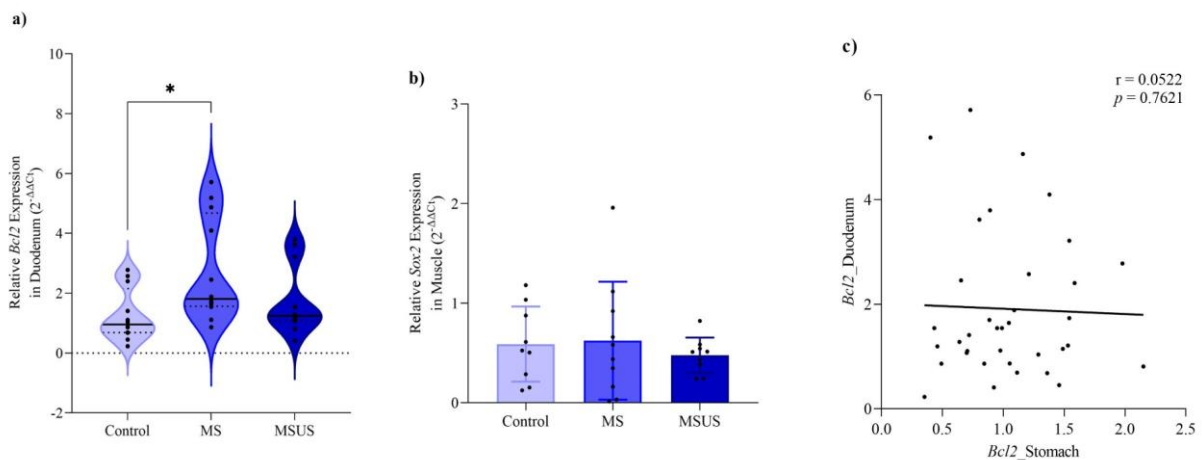 a)
Relative Bcl2 Expression
in Duodenum (2^-ΔΔCt)
10
8
6
4
2
0
-2
*
Control MS MSUS
b)
Relative Sox2 Expression
in Muscle (2^-ΔΔCt)
3
2
1
0
Control MS MSUS
c)
r = 0.0522
p = 0.7621
Bcl2_Duodenum
6
4
2
0
0.0 0.5 1.0 1.5 2.0 2.5
Bcl2_Stomach